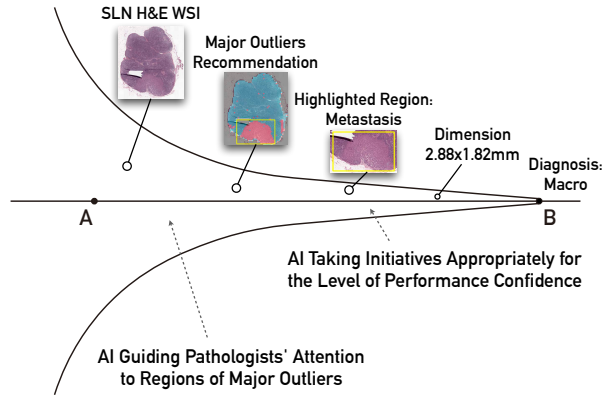 SLN H&E WSI
Major Outliers
Recommendation
Highlighted Region:
Metastasis
Dimension
2.88x1.82mm
Diagnosis:
Macro
A
B
AI Taking Initiatives Appropriately for
the Level of Performance Confidence
AI Guiding Pathologists' Attention
to Regions of Major Outliers